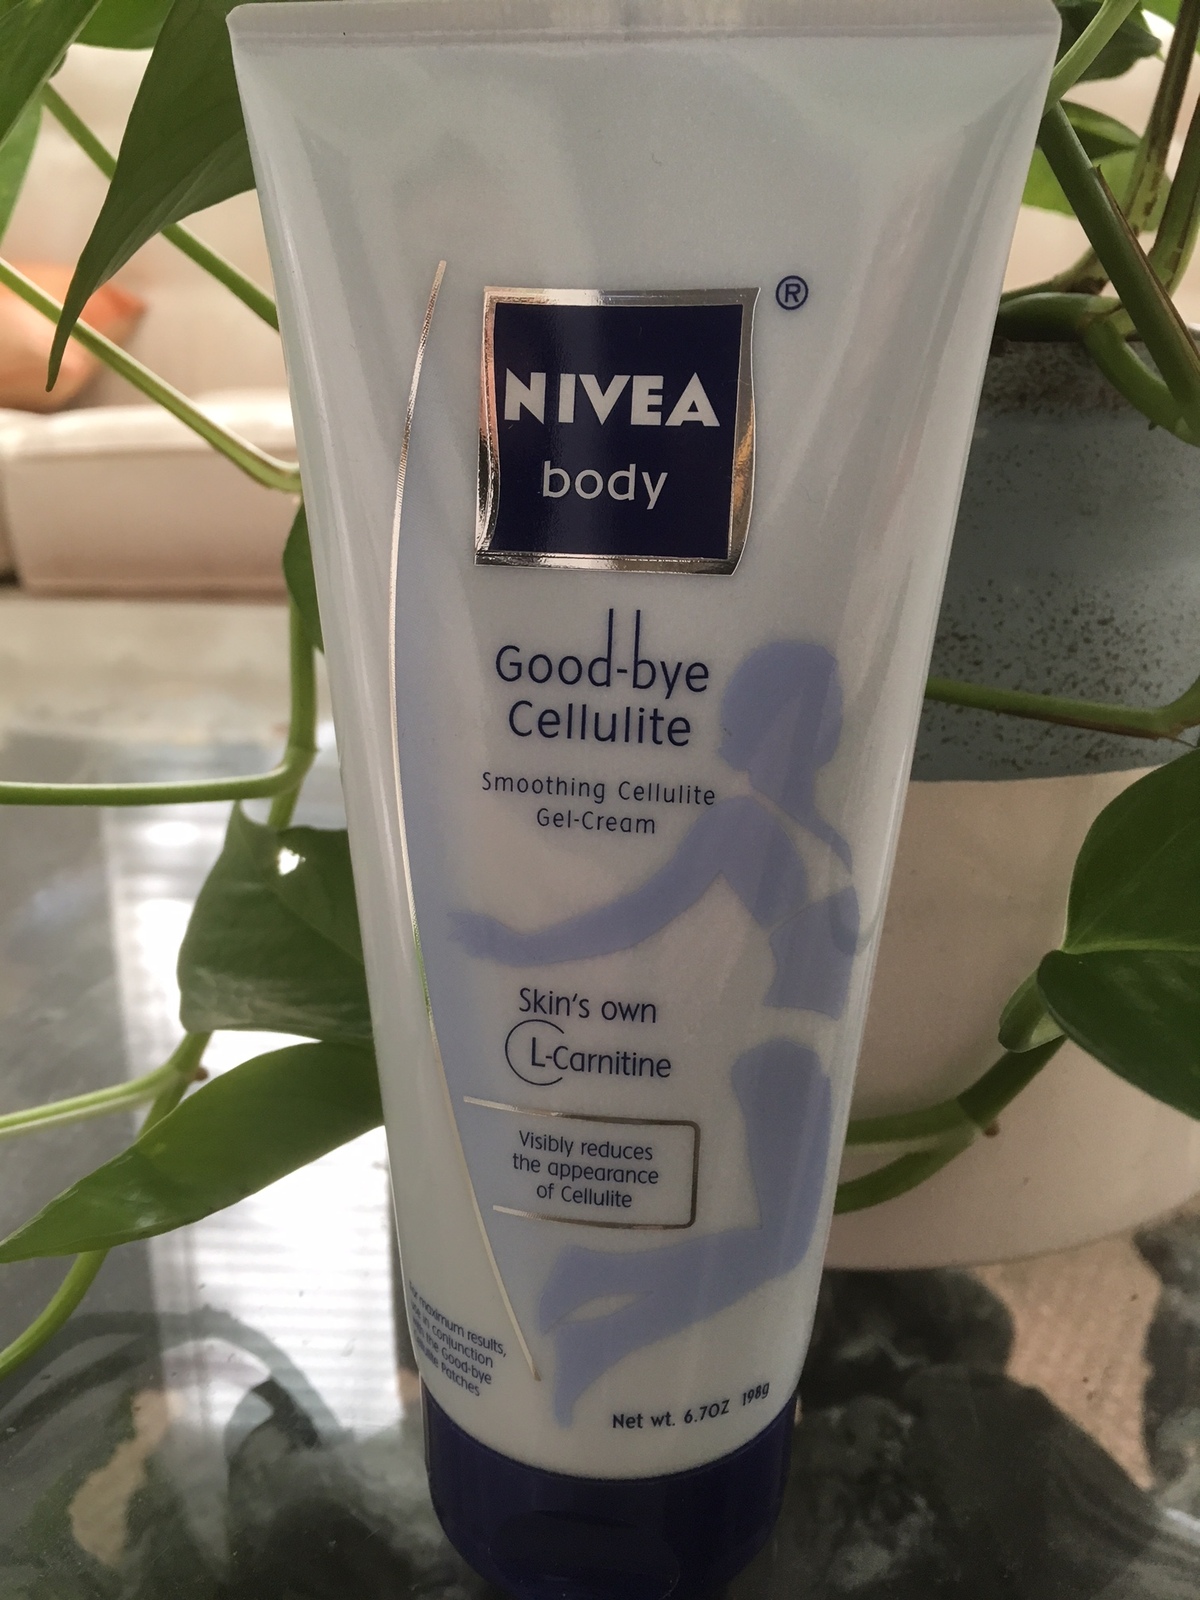 NIVEA
®
body
Good-bye
Cellulite
Smoothing Cellulite
Gel-Cream
Skin's own
L-Carnitine
Visibly reduces
the appearance
of Cellulite
For maximum results,
use in conjunction
with the Good-bye
Cellulite Patches
Net wt. 6.7OZ 198g